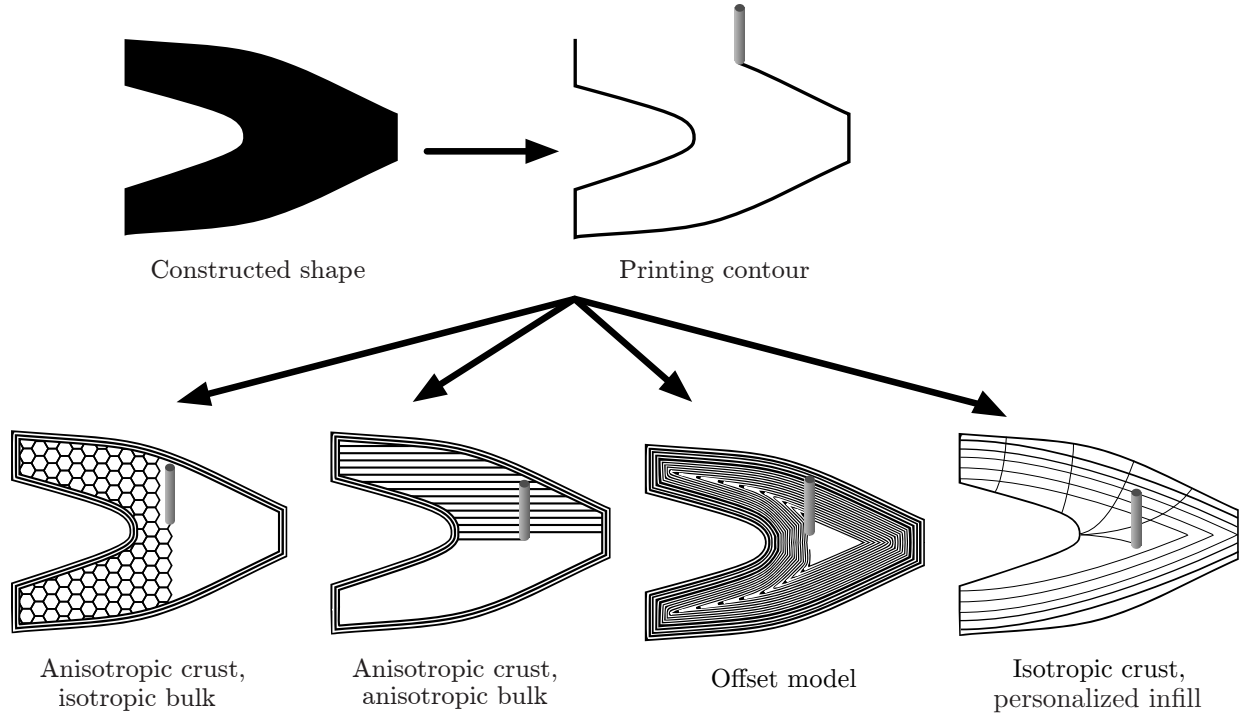 Constructed shape
Printing contour
Anisotropic crust,
isotropic bulk
Anisotropic crust,
anisotropic bulk
Offset model
Isotropic crust,
personalized infill